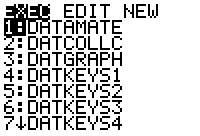 EXEC EDIT NEW
1:DATAMATE
2:DATCOLLC
3:DATGRAPH
4:DATKEYS1
5:DATKEYS2
6:DATKEYS3
7↓DATKEYS4